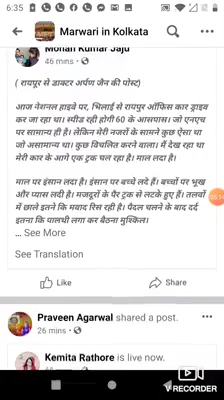 6:35
Marwari in Kolkata
Mohan Kumar Jaju
46 mins
( रायपुर से डाक्टर अर्पण जैन की पोस्ट)
आज नेशनल हाइवे पर, भिलाई से रायपुर ऑफिस कार ड्राइव
कर जा रहा था। स्पीड रही होगी 60 के आसपास। जो एनएच
पर सामान्य ही है। लेकिन मेरी नजरों के सामने कुछ ऐसा था
जो असामान्य था। कुछ विचलित करने वाला। मैं देख रहा था
मेरी कार के आगे एक ट्रक चल रहा है। माल लदा है।
माल पर इंसान लदा है। इंसान पर बच्चे लदे हैं। बच्चों पर भूख
और प्यास लदी है। मजदूरों के पैर ट्रक से लटके हुए हैं। तलवों
में छाले इतने कि मवाद रिस रही है। पैदल चलने के बाद दर्द
इतना कि पालथी लगा कर बैठना मुश्किल।
... See More
See Translation
Like
Share
Praveen Agarwal shared a post.
26 mins
Kemita Rathore is live now.
RECORDER